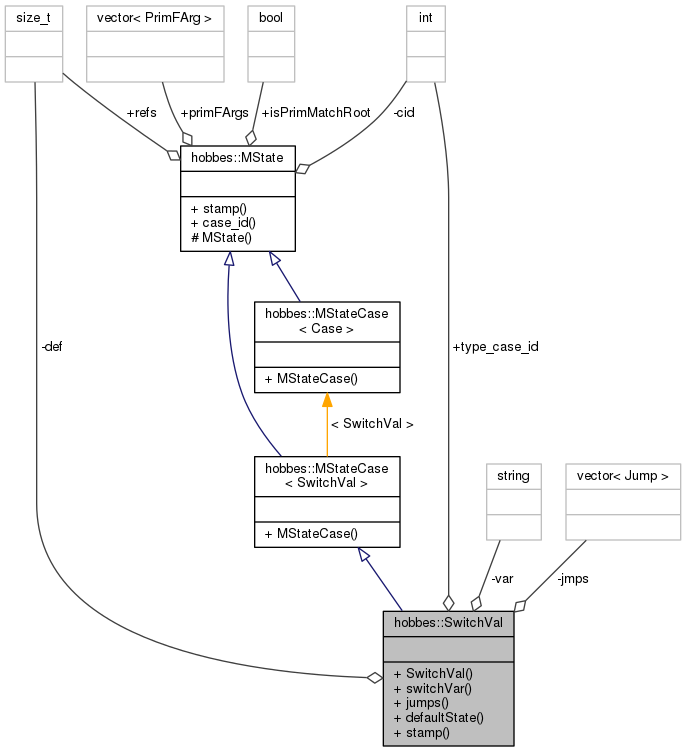 size_t
vector< PrimFArg >
bool
int
+refs
+primFArgs
+isPrimMatchRoot
-cid
hobbes::MState
+ stamp()
+ case_id()
# MState()
hobbes::MStateCase
< Case >
+ MStateCase()
-def
+type_case_id
< SwitchVal >
hobbes::MStateCase
< SwitchVal >
+ MStateCase()
string
vector< Jump >
-var
-jmps
hobbes::SwitchVal
+ SwitchVal()
+ switchVar()
+ jumps()
+ defaultState()
+ stamp()